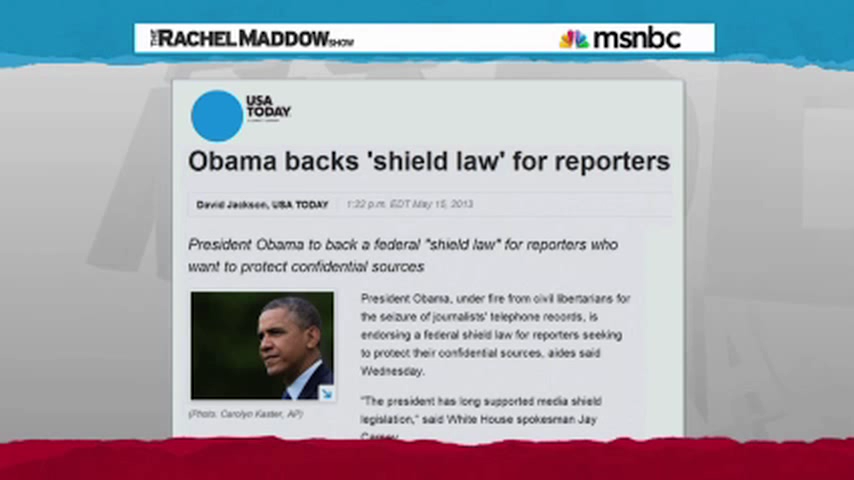 THE RACHEL MADDOW SHOW
msnbc
USA
TODAY
Obama backs 'shield law' for reporters
David Jackson, USA TODAY
1:22 p.m. EDT May 15, 2013
President Obama to back a federal "shield law" for reporters who
want to protect confidential sources
President Obama, under fire from civil libertarians for
the seizure of journalists' telephone records, is
endorsing a federal shield law for reporters seeking
to protect their confidential sources, aides said
Wednesday.
(Photo: Carolyn Kaster, AP)
"The president has long supported media shield
legislation," said White House spokesman Jay
Carney